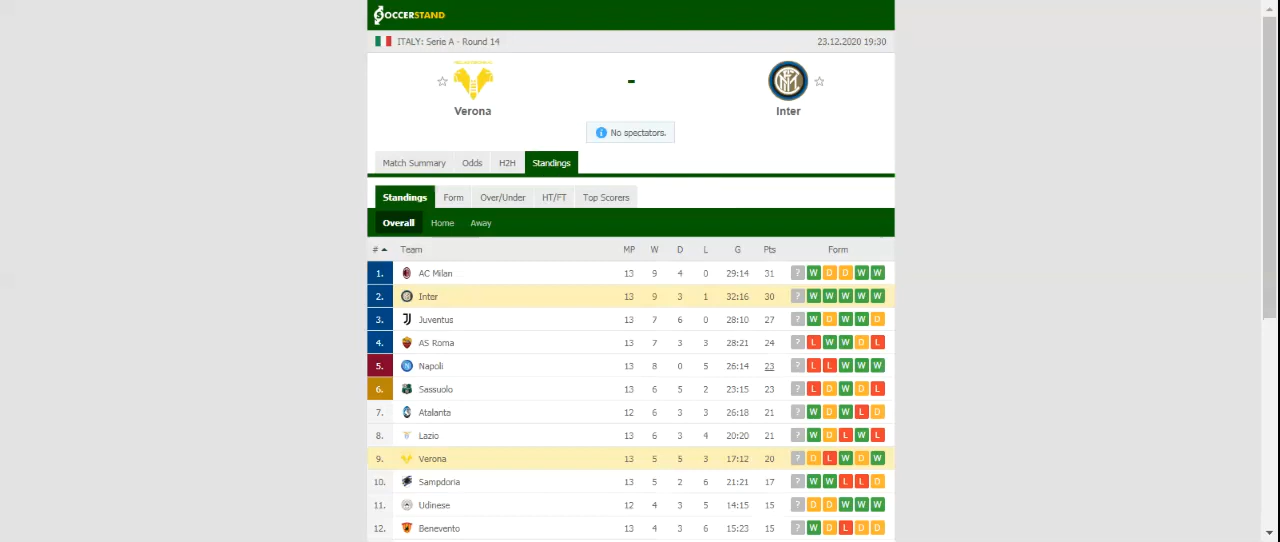 SOCCERSTAND
ITALY: Serie A - Round 14 23.12.2020 19:30
-
Verona Inter
No spectators.
Match Summary Odds H2H Standings
Standings Form Over/Under HT/FT Top Scorers
Overall Home Away
# Team MP W D L G Pts Form
1. AC Milan 13 9 4 0 29:14 31 ? W D D W W
2. Inter 13 9 3 1 32:16 30 ? W W W W W
3. Juventus 13 7 6 0 28:10 27 ? W D W W D
4. AS Roma 13 7 3 3 28:21 24 ? L W W D L
5. Napoli 13 8 0 5 26:14 23 ? L L W W W
6. Sassuolo 13 6 5 2 23:15 23 ? L D W D L
7. Atalanta 12 6 3 3 26:18 21 ? W D W L D
8. Lazio 13 6 3 4 20:20 21 ? W D L W L
9. Verona 13 5 5 3 17:12 20 ? D L W D W
10. Sampdoria 13 5 2 6 21:21 17 ? W W L L D
11. Udinese 12 4 3 5 14:15 15 ? D D W W W
12. Benevento 13 4 3 6 15:23 15 ? W D L D D